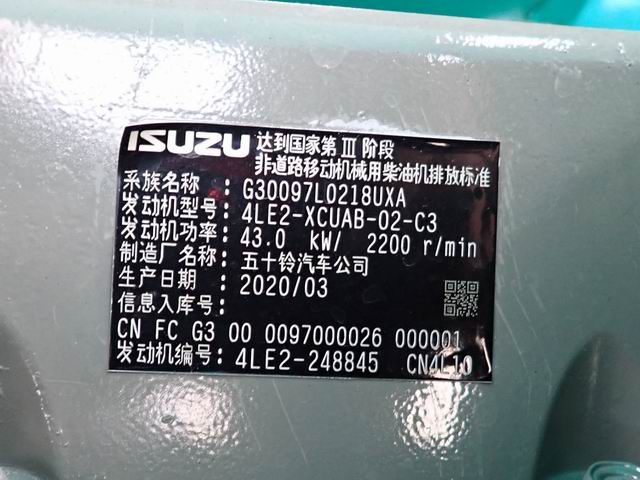 ISUZU 达到国家第III阶段
非道路移动机械用柴油机排放标准
系族名称 : G30097L0218UXA
发动机型号: 4LE2-XCUAB-02-C3
发动机功率: 43.0 kW/ 2200 r/min
制造厂名称: 五十铃汽车公司
生产日期 : 2020/03
信息入库号:
CN FC G3 00 0097000026 000001
发动机编号: 4LE2-248845 CN4L10